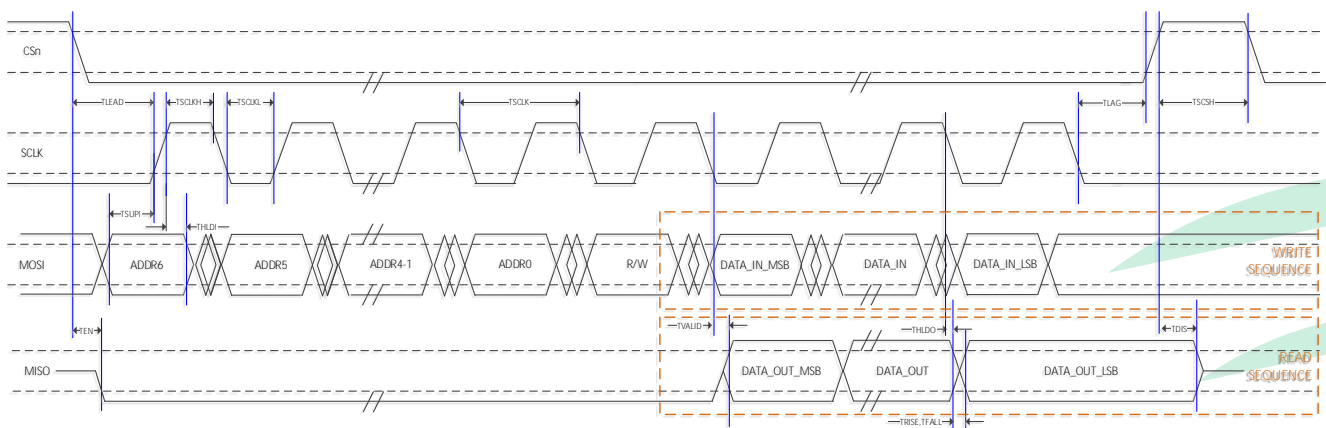 CSn
TLEAD
TSCLKH
TSCLKL
TSCLK
TLAG
TSCSH
SCLK
TSUPI
THLDI
MOSI
ADDR6
ADDR5
ADDR4-1
ADDR0
R/W
DATA_IN_MSB
DATA_IN
DATA_IN_LSB
WRITE
SEQUENCE
TEN
TVALID
THLDO
TDIS
MISO
DATA_OUT_MSB
DATA_OUT
DATA_OUT_LSB
READ
SEQUENCE
TRISE,TFALL